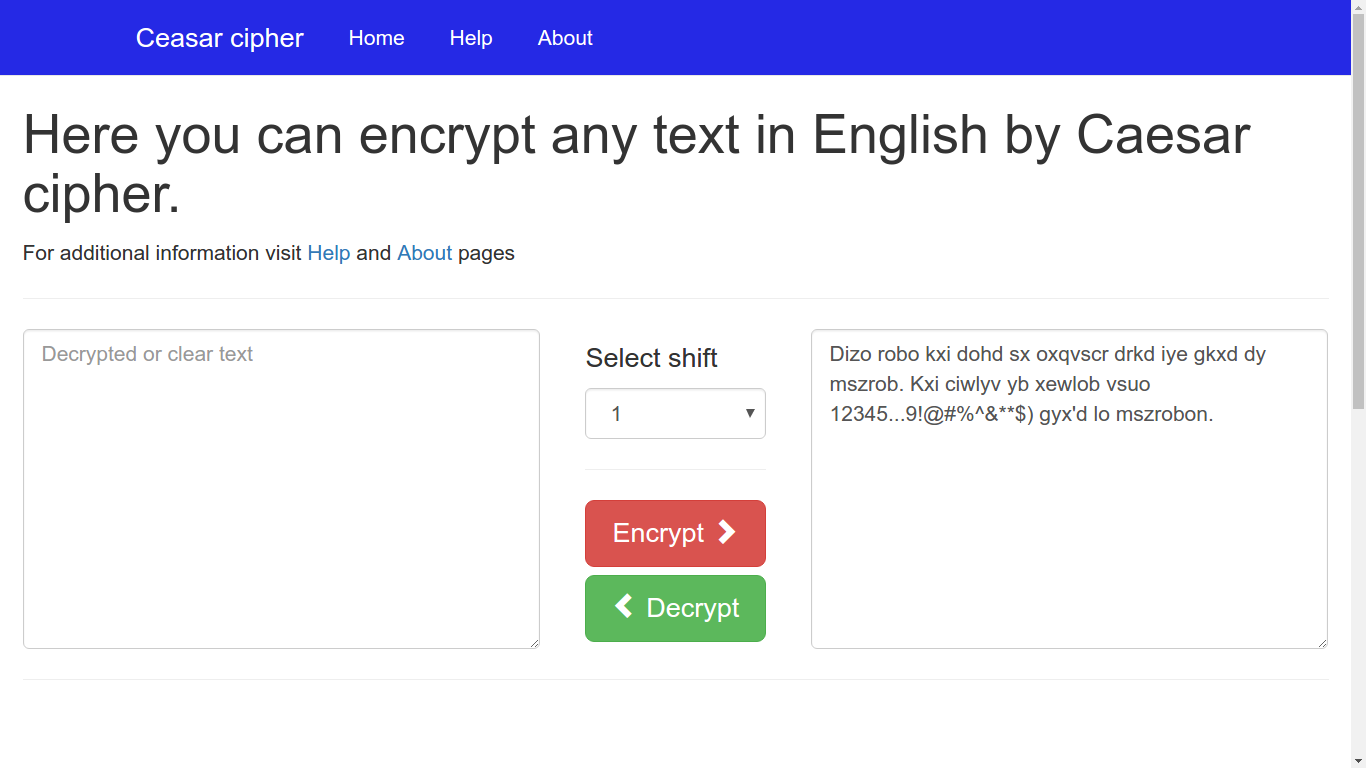 Ceasar cipher Home Help About
Here you can encrypt any text in English by Caesar
cipher.
For additional information visit Help and About pages
Decrypted or clear text
Select shift
1
Encrypt
Decrypt
Dizo robo kxi dohd sx oxqvscr drkd iye gkxd dy
mszrob. Kxi ciwlyv yb xewlob vsuo
12345...9!@#%^&**$) gyx'd lo mszrobon.